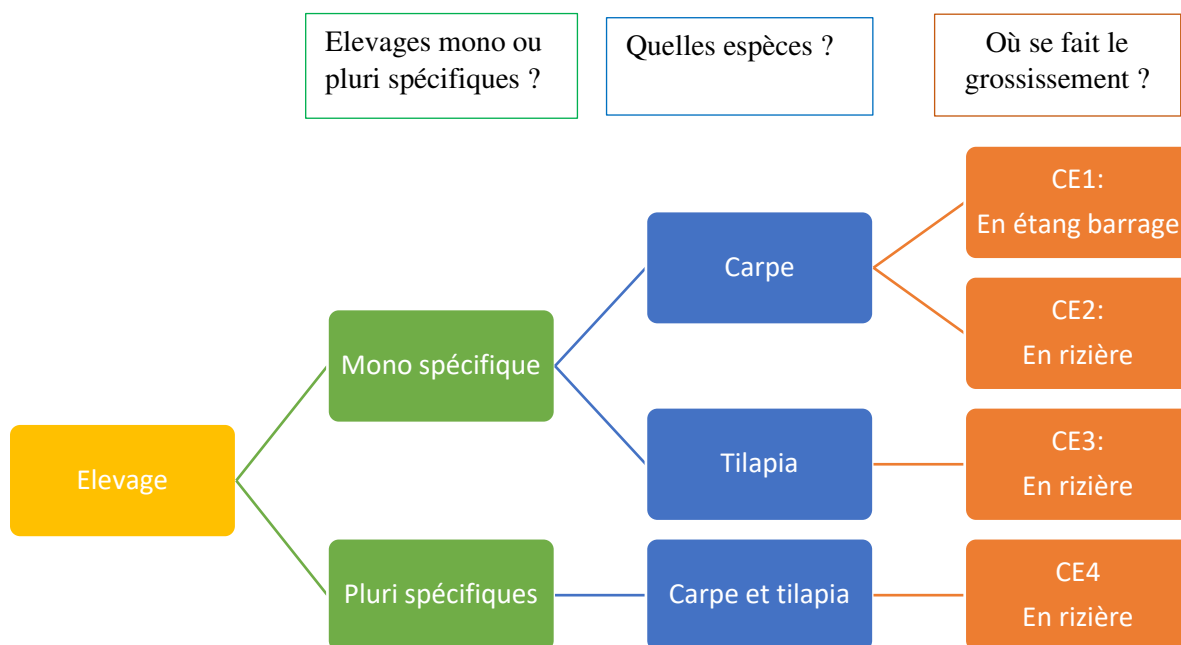 Elevages mono ou
pluri spécifiques ?
Quelles espèces ?
Où se fait le
grossissement ?
CE1:
En étang barrage
Carpe
CE2:
En rizière
Mono spécifique
Tilapia
CE3:
En rizière
Elevage
Pluri spécifiques
Carpe et tilapia
CE4
En rizière